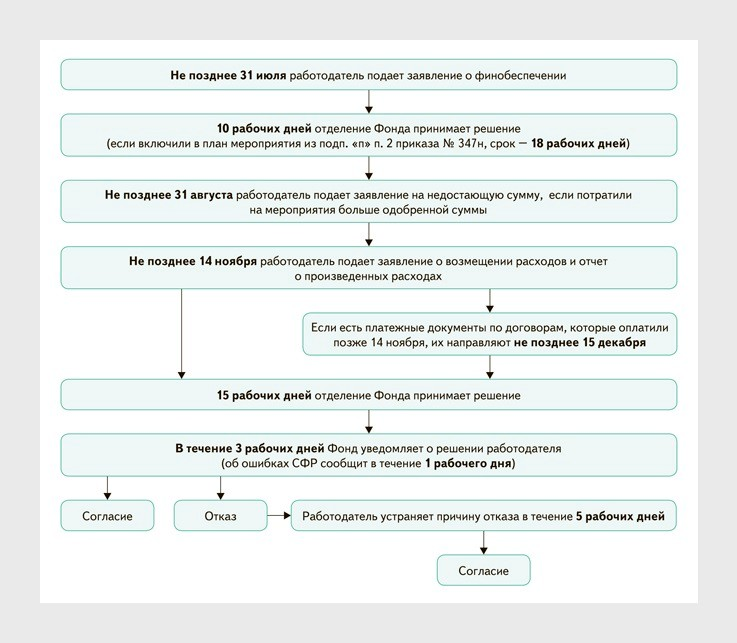 Не позднее 31 июля работодатель подает заявление о финобеспечении
10 рабочих дней отделение Фонда принимает решение
(если включили в план мероприятия из подп. «п» п. 2 приказа № 347н, срок — 18 рабочих дней)
Не позднее 31 августа работодатель подает заявление на недостающую сумму, если потратили
на мероприятия больше одобренной суммы
Не позднее 14 ноября работодатель подает заявление о возмещении расходов и отчет
о произведенных расходах
Если есть платежные документы по договорам, которые оплатили
позже 14 ноября, их направляют не позднее 15 декабря
15 рабочих дней отделение Фонда принимает решение
В течение 3 рабочих дней Фонд уведомляет о решении работодателя
(об ошибках СФР сообщит в течение 1 рабочего дня)
Согласие
Отказ
Работодатель устраняет причину отказа в течение 5 рабочих дней
Согласие